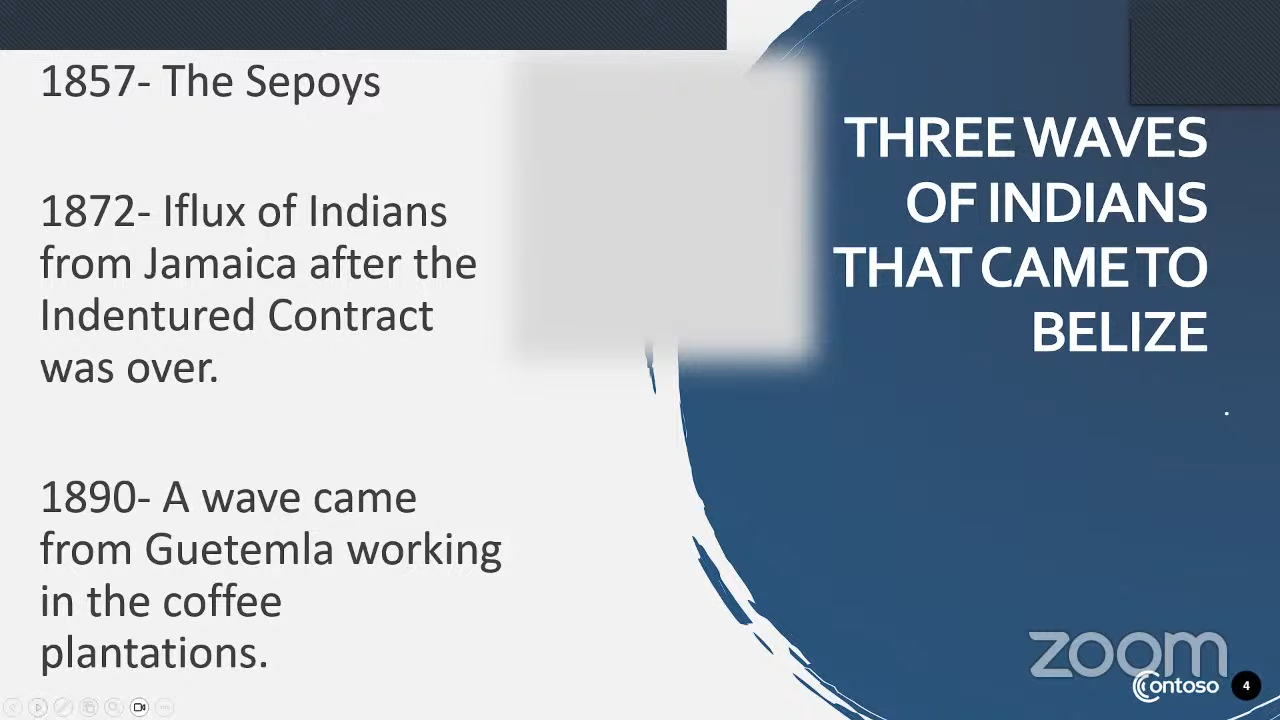 1857- The Sepoys
1872- Iflux of Indians
from Jamaica after the
Indentured Contract
was over.
1890- A wave came
from Guetemla working
in the coffee
plantations.
THREE WAVES
OF INDIANS
THAT CAME TO
BELIZE
.
zoom
Contoso
4